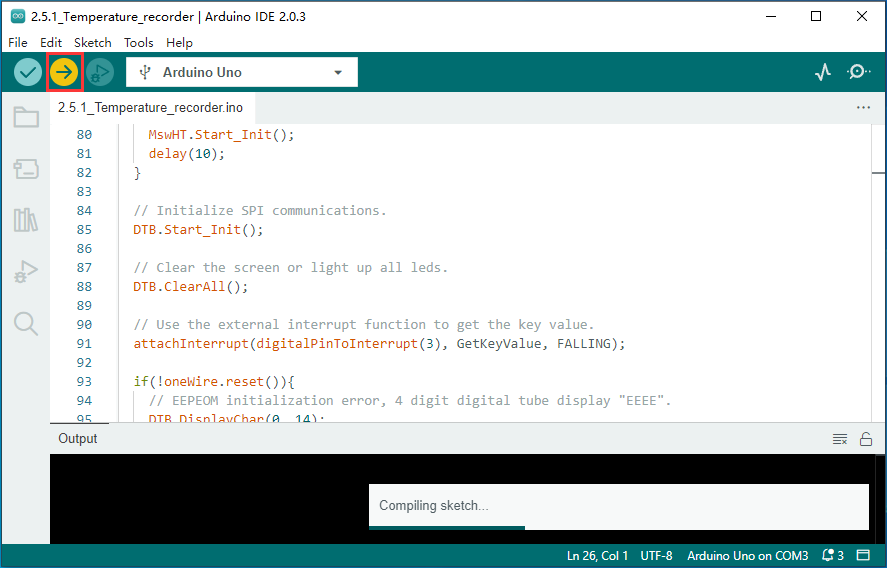 2.5.1_Temperature_recorder | Arduino IDE 2.0.3
File Edit Sketch Tools Help
Arduino Uno
2.5.1_Temperature_recorder.ino
80 MswHT.Start_Init();
81 delay(10);
82 }
83
84 // Initialize SPI communications.
85 DTB.Start_Init();
86
87 // Clear the screen or light up all leds.
88 DTB.ClearAll();
89
90 // Use the external interrupt function to get the key value.
91 attachInterrupt(digitalPinToInterrupt(3), GetKeyValue, FALLING);
92
93 if(!oneWire.reset()){
94 // EEPEOM initialization error, 4 digit digital tube display "EEEE".
95 DTB.DisplayChar(0, 14);
Output
Compiling sketch...
Ln 26, Col 1 UTF-8 Arduino Uno on COM3 3